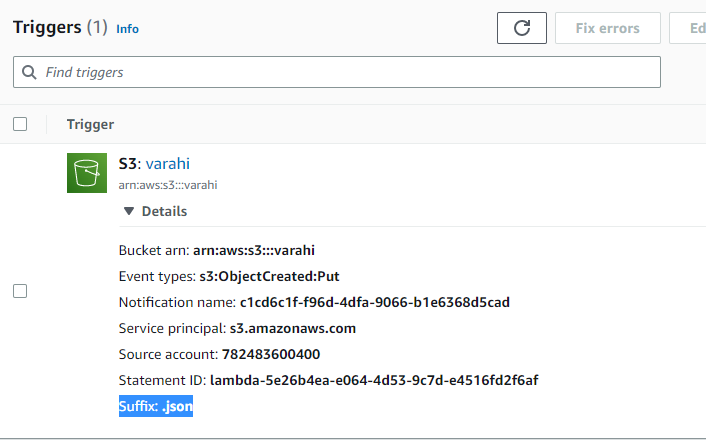 Triggers (1) Info
Fix errors
Ed
Find triggers
Trigger
S3: varahi
arn:aws:s3:::varahi
▼ Details
Bucket arn: arn:aws:s3:::varahi
Event types: s3:ObjectCreated:Put
Notification name: c1cd6c1f-f96d-4dfa-9066-b1e6368d5cad
Service principal: s3.amazonaws.com
Source account: 782483600400
Statement ID: lambda-5e26b4ea-e064-4d53-9c7d-e4516fd2f6af
Suffix: .json